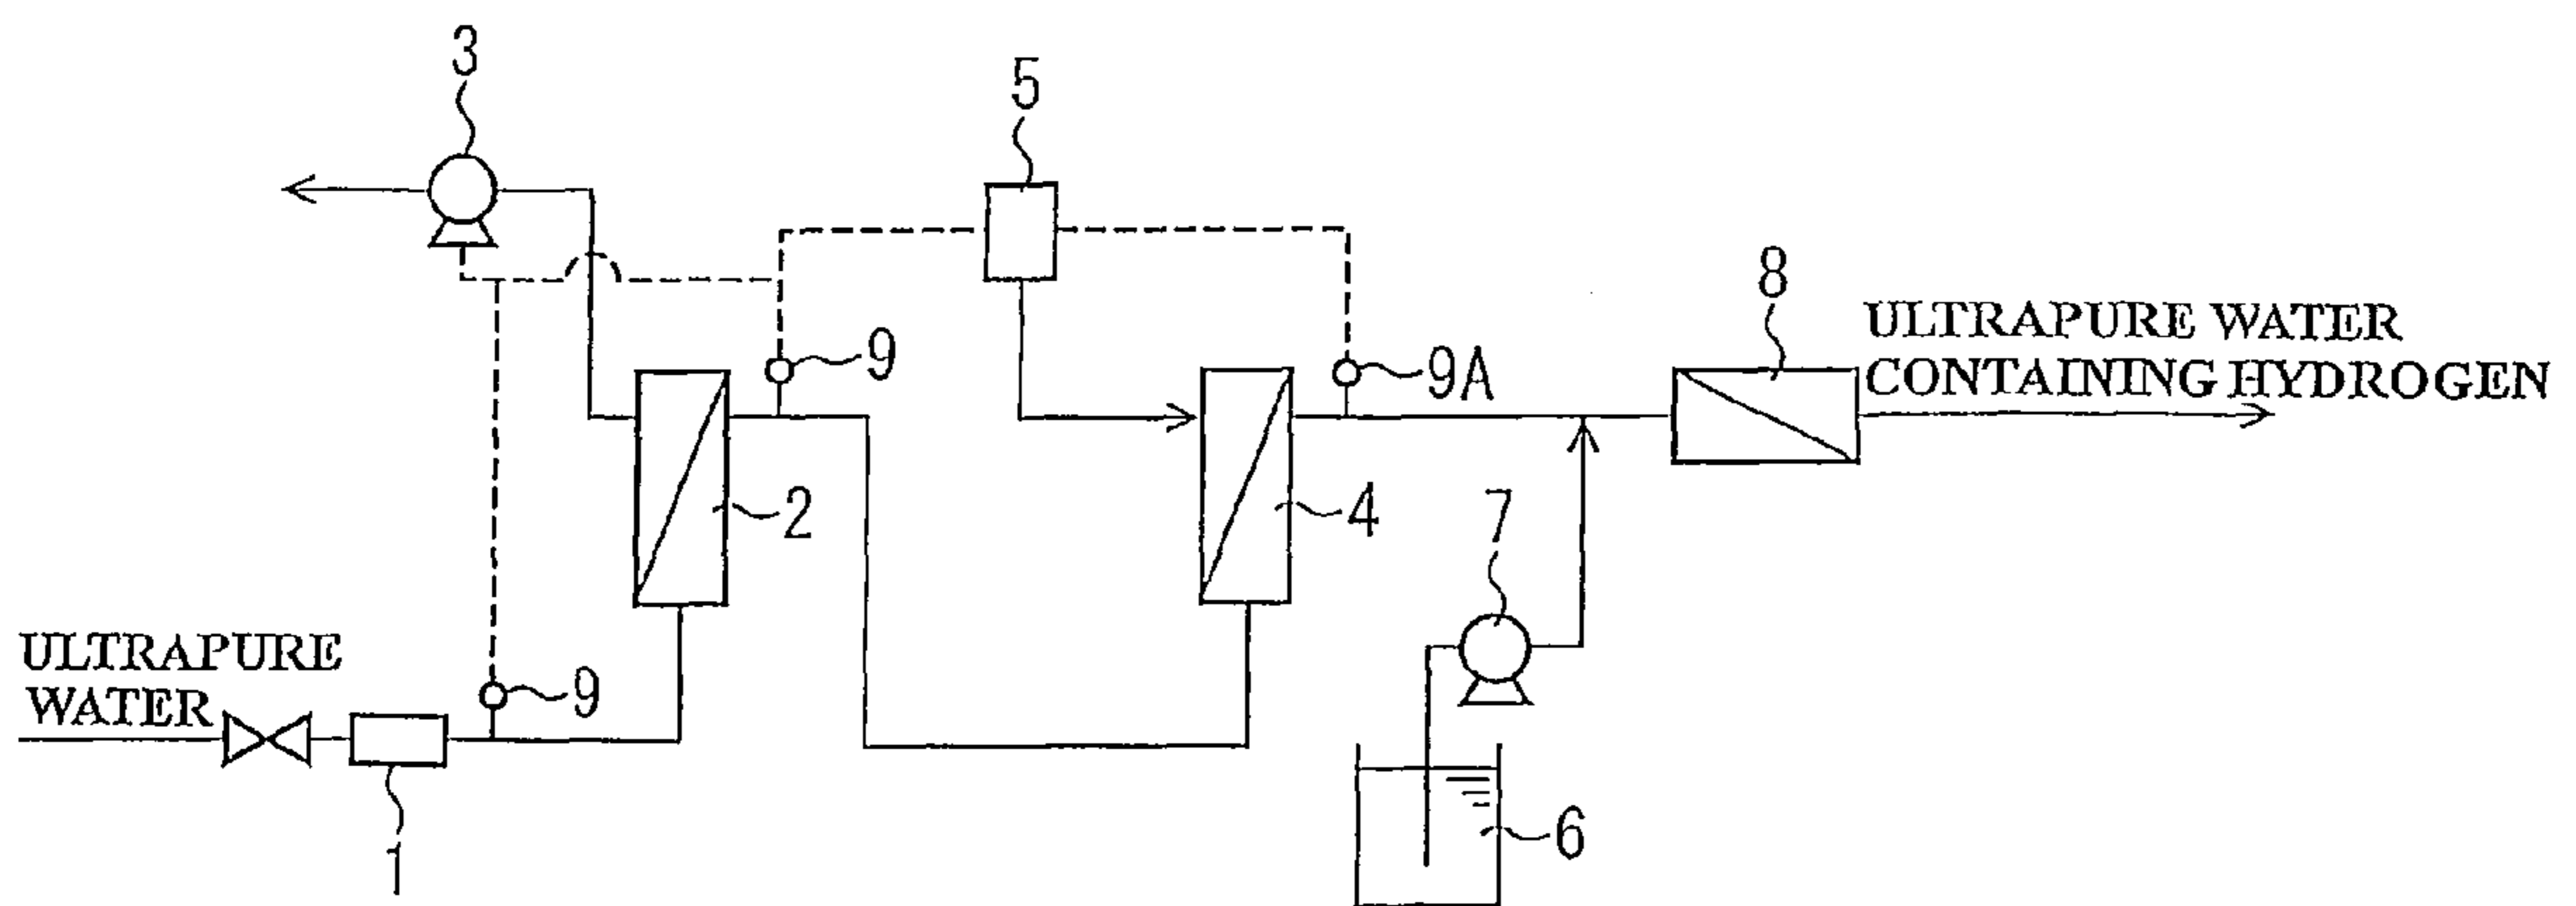 3
5
8
ULTRAPURE WATER
CONTAINING HYDROGEN
9
9A
2
4
7
ULTRAPURE
WATER
9
1
6